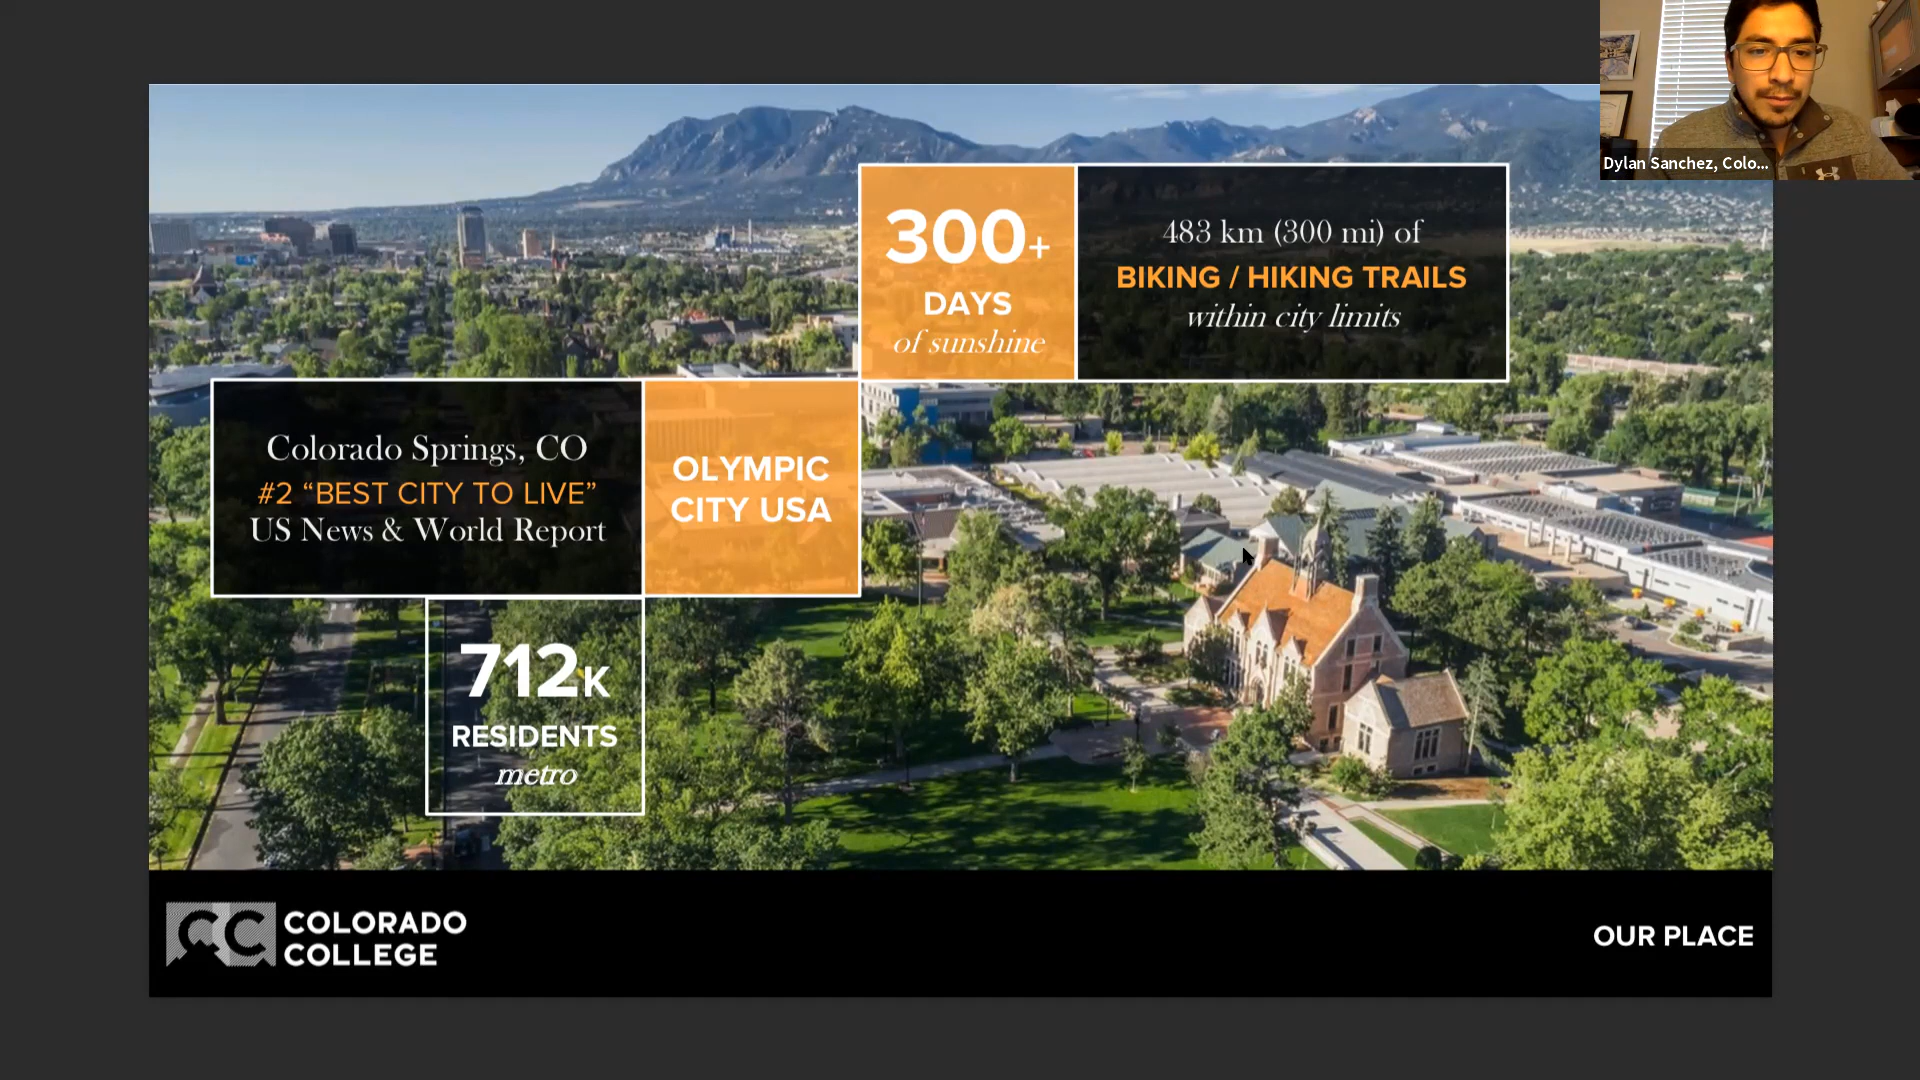 Dylan Sanchez, Colo...
300+
DAYS
of sunshine
483 km (300 mi) of
BIKING / HIKING TRAILS
within city limits
Colorado Springs, CO
#2 “BEST CITY TO LIVE”
US News & World Report
OLYMPIC
CITY USA
712K
RESIDENTS
metro
CC
COLORADO
COLLEGE
OUR PLACE